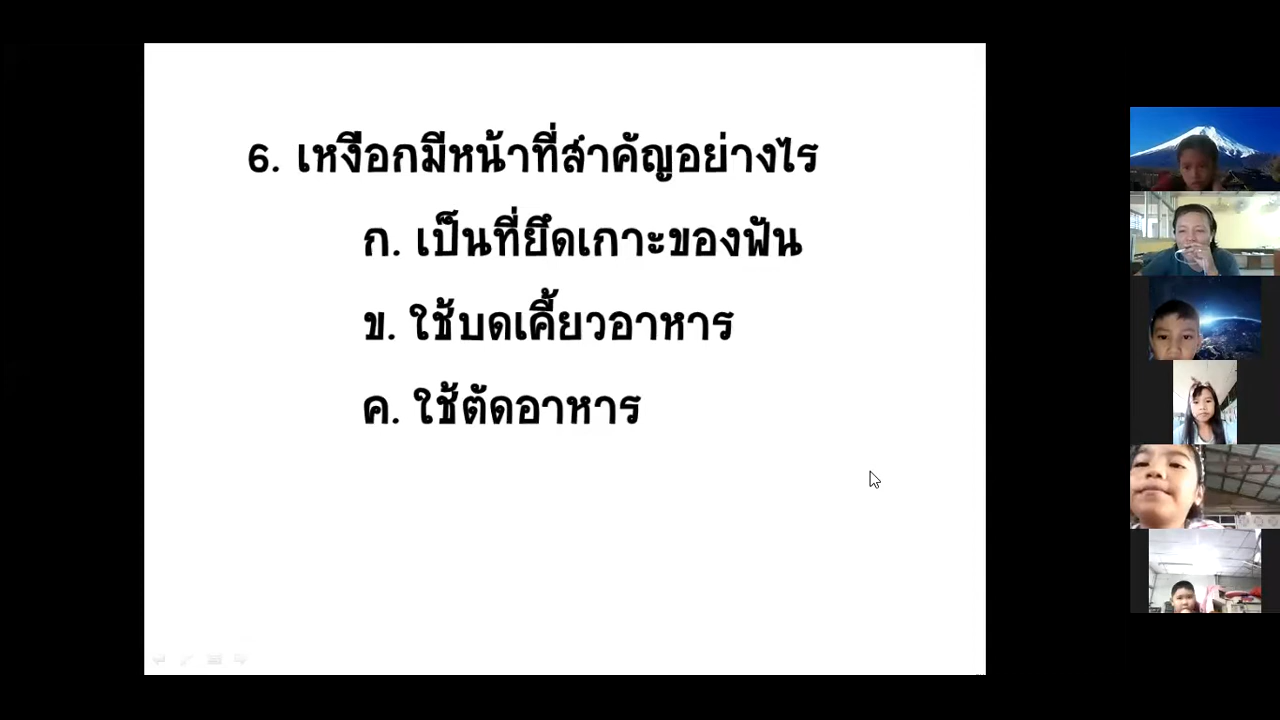 6. เหงือกมีหน้าที่สำคัญอย่างไร
ก. เป็นที่ยึดเกาะของฟัน
ข. ใช้บดเคี้ยวอาหาร
ค. ใช้ตัดอาหาร